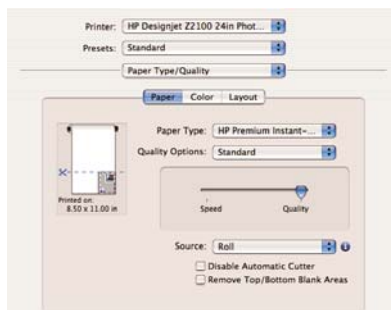 Printer: HP Designjet Z2100 24in Phot...
Presets: Standard
Paper Type/Quality
Paper Color Layout
Paper Type: HP Premium Instant-...
Quality Options: Standard
Printed on:
8.50 x 11.00 in
Speed Quality
Source: Roll
Disable Automatic Cutter
Remove Top/Bottom Blank Areas